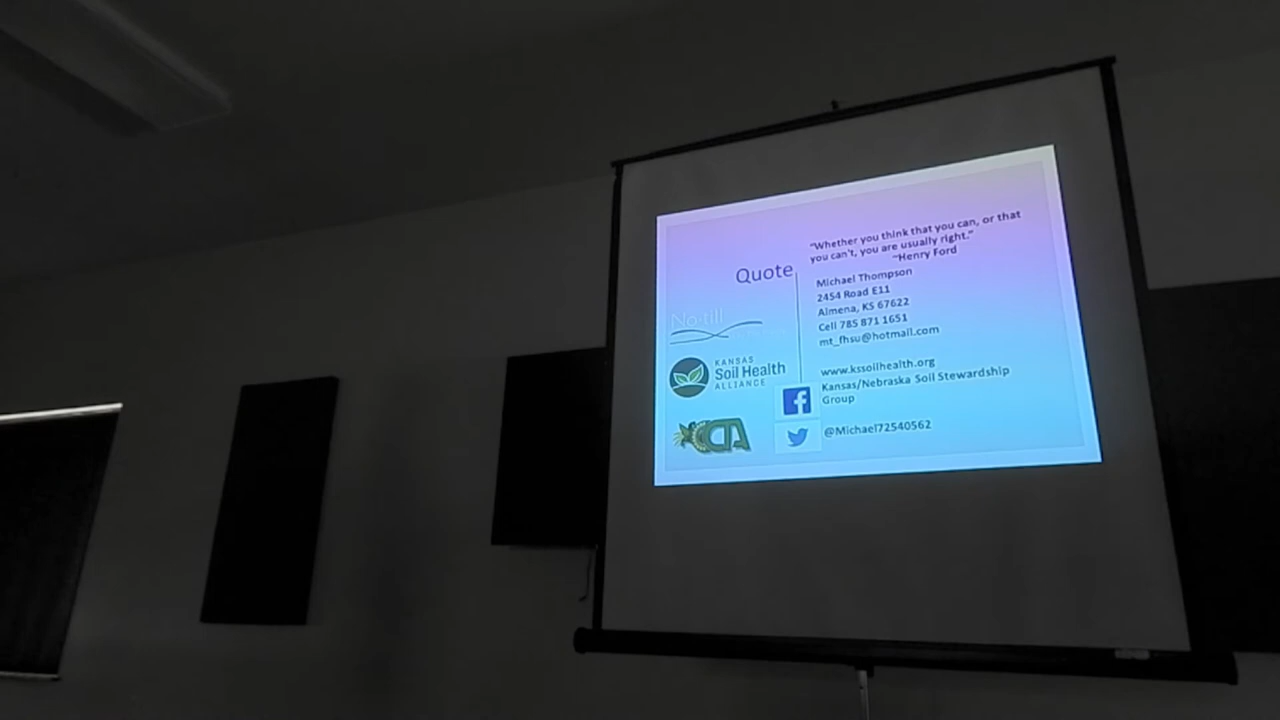 "Whether you think that you can, or that
you can't, you are usually right."
~Henry Ford
Quote
Michael Thompson
2454 Road E11
Almena, KS 67622
Cell 785 871 1651
mt_fhsu@hotmail.com
No-till
KANSAS
Soil Health
ALLIANCE
www.kssoilhealth.org
Kansas/Nebraska Soil Stewardship
Group
@Michael72540562